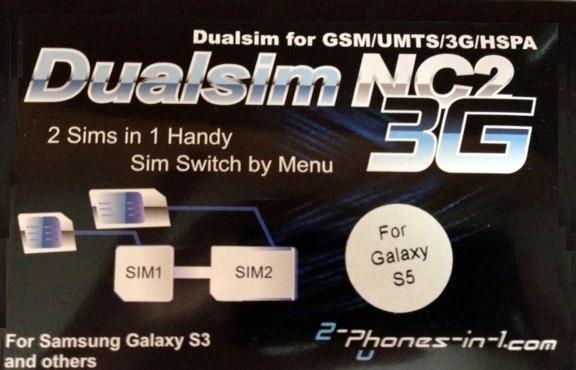 Dualsim for GSM/UMTS/3G/HSPA
Dualsim NC2
3G
2 Sims in 1 Handy
Sim Switch by Menu
SIM1 SIM2
For
Galaxy
S5
For Samsung Galaxy S3
and others
2-Phones-in-1.com